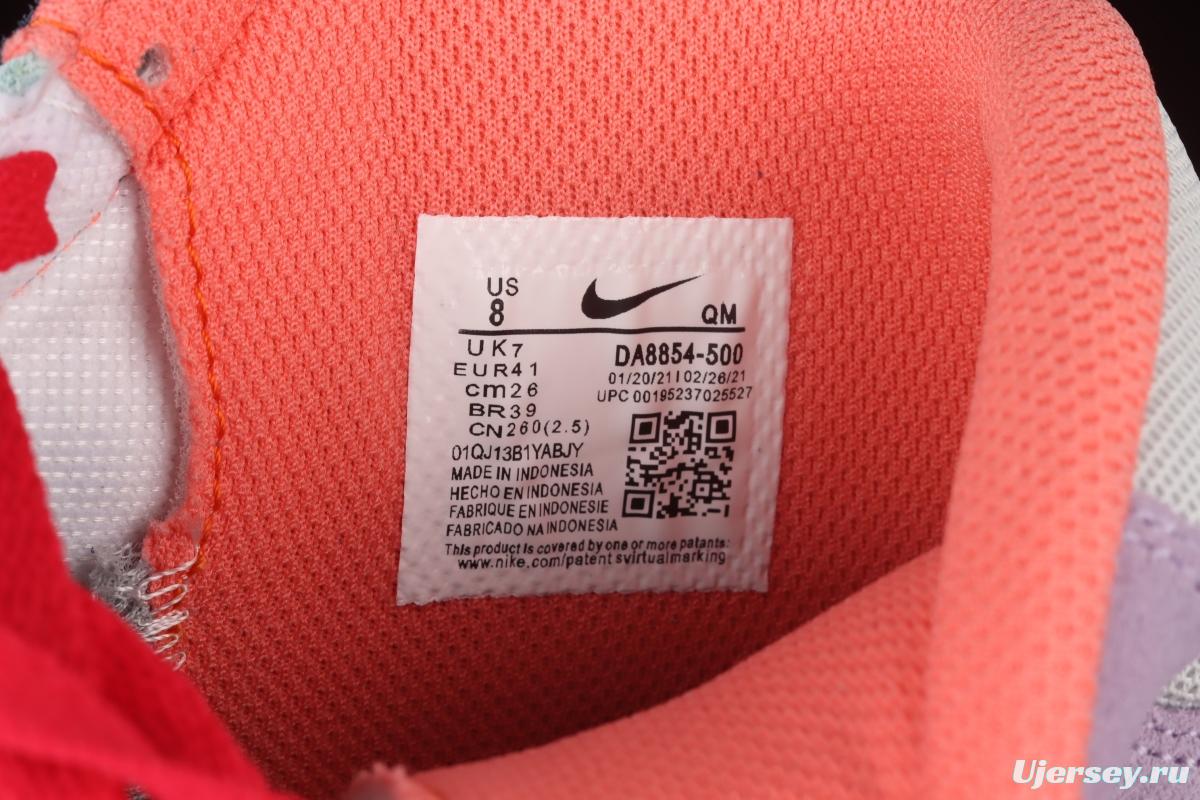 US
8
QM
UK7
EUR41
cm26
BR39
CN260(2.5)
DA8854-500
01/20/21 I 02/26/21
UPC 00195237025527
01QJ13B1YABJY
MADE IN INDONESIA
HECHO EN INDONESIA
FABRIQUE EN INDONESIE
FABRICADO NA INDONESIA
This product is covered by one or more patents:
www.nike.com/patent svirtualmarking
Ujersey.ru